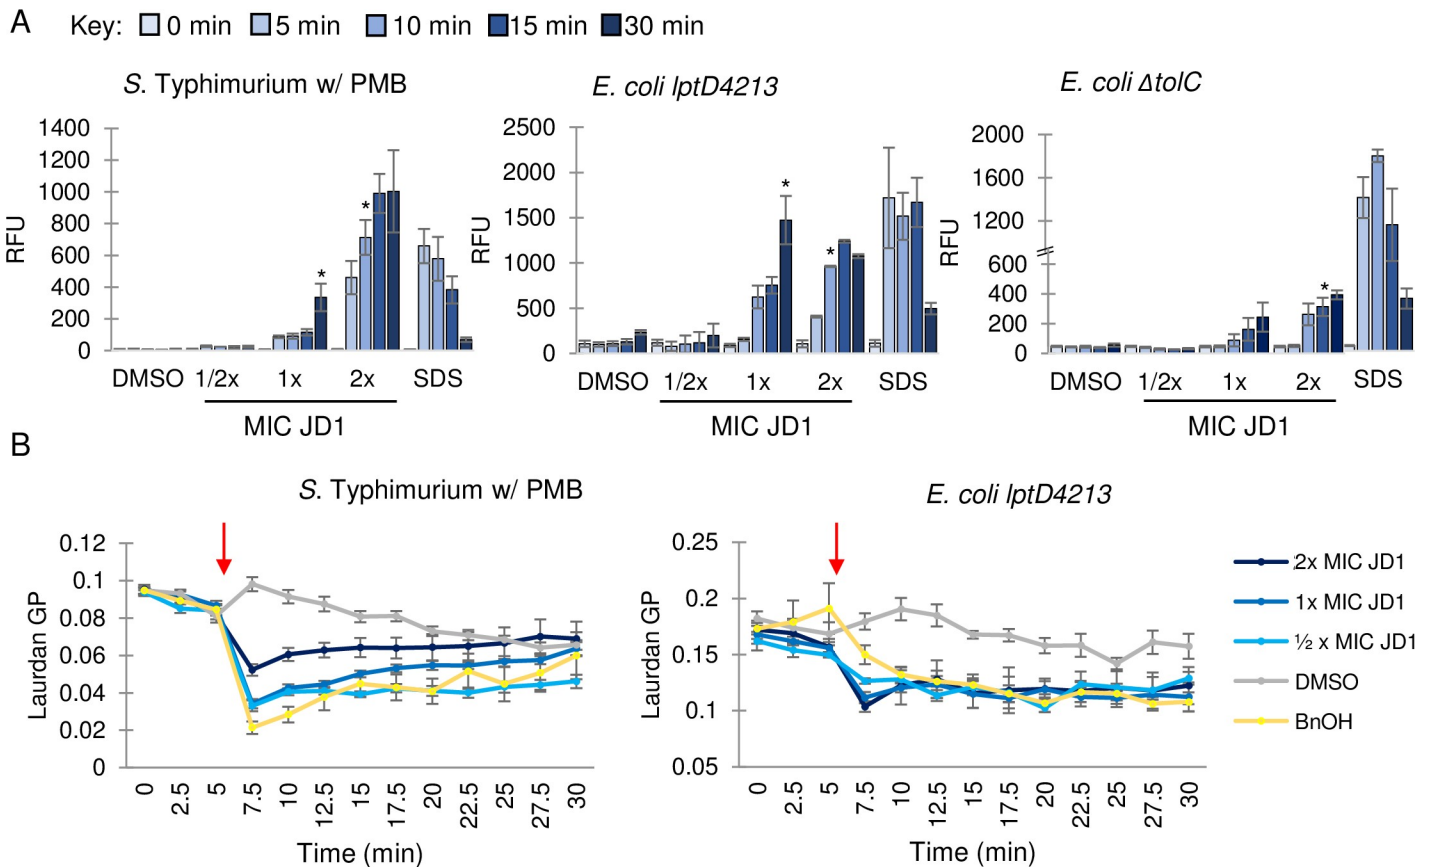 A
Key: 0 min 5 min 10 min 15 min 30 min
S. Typhimurium w/ PMB
1400
1200
1000
800
600
400
200
0
RFU
*
*
DMSO 1/2x 1x 2x SDS
MIC JD1
E. coli lptD4213
2500
2000
1500
1000
500
0
RFU
*
*
DMSO 1/2x 1x 2x SDS
MIC JD1
E. coli ΔtolC
2000
1600
1200
600
400
200
0
RFU
*
DMSO 1/2x 1x 2x SDS
MIC JD1
B
S. Typhimurium w/ PMB
0.12
0.1
0.08
0.06
0.04
0.02
0
Laurdan GP
0 2.5 5 7.5 10 12.5 15 17.5 20 22.5 25 27.5 30
Time (min)
E. coli lptD4213
0.25
0.2
0.15
0.1
0.05
Laurdan GP
0 2.5 5 7.5 10 12.5 15 17.5 20 22.5 25 27.5 30
Time (min)
2x MIC JD1
1x MIC JD1
½ x MIC JD1
DMSO
BnOH